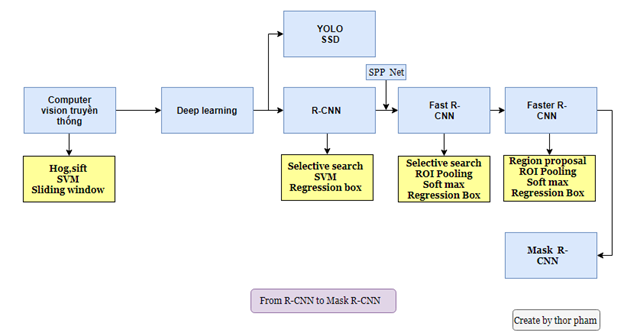 YOLO
SSD
SPP Net
Computer
vision truyền
thống
Deep learning
R-CNN
Fast R-
CNN
Faster R-
CNN
Hog,sift
SVM
Sliding window
Selective search
SVM
Regression box
Selective search
ROI Pooling
Soft max
Regression Box
Region proposal
ROI Pooling
Soft max
Regression Box
Mask R-
CNN
From R-CNN to Mask R-CNN
Create by thor pham